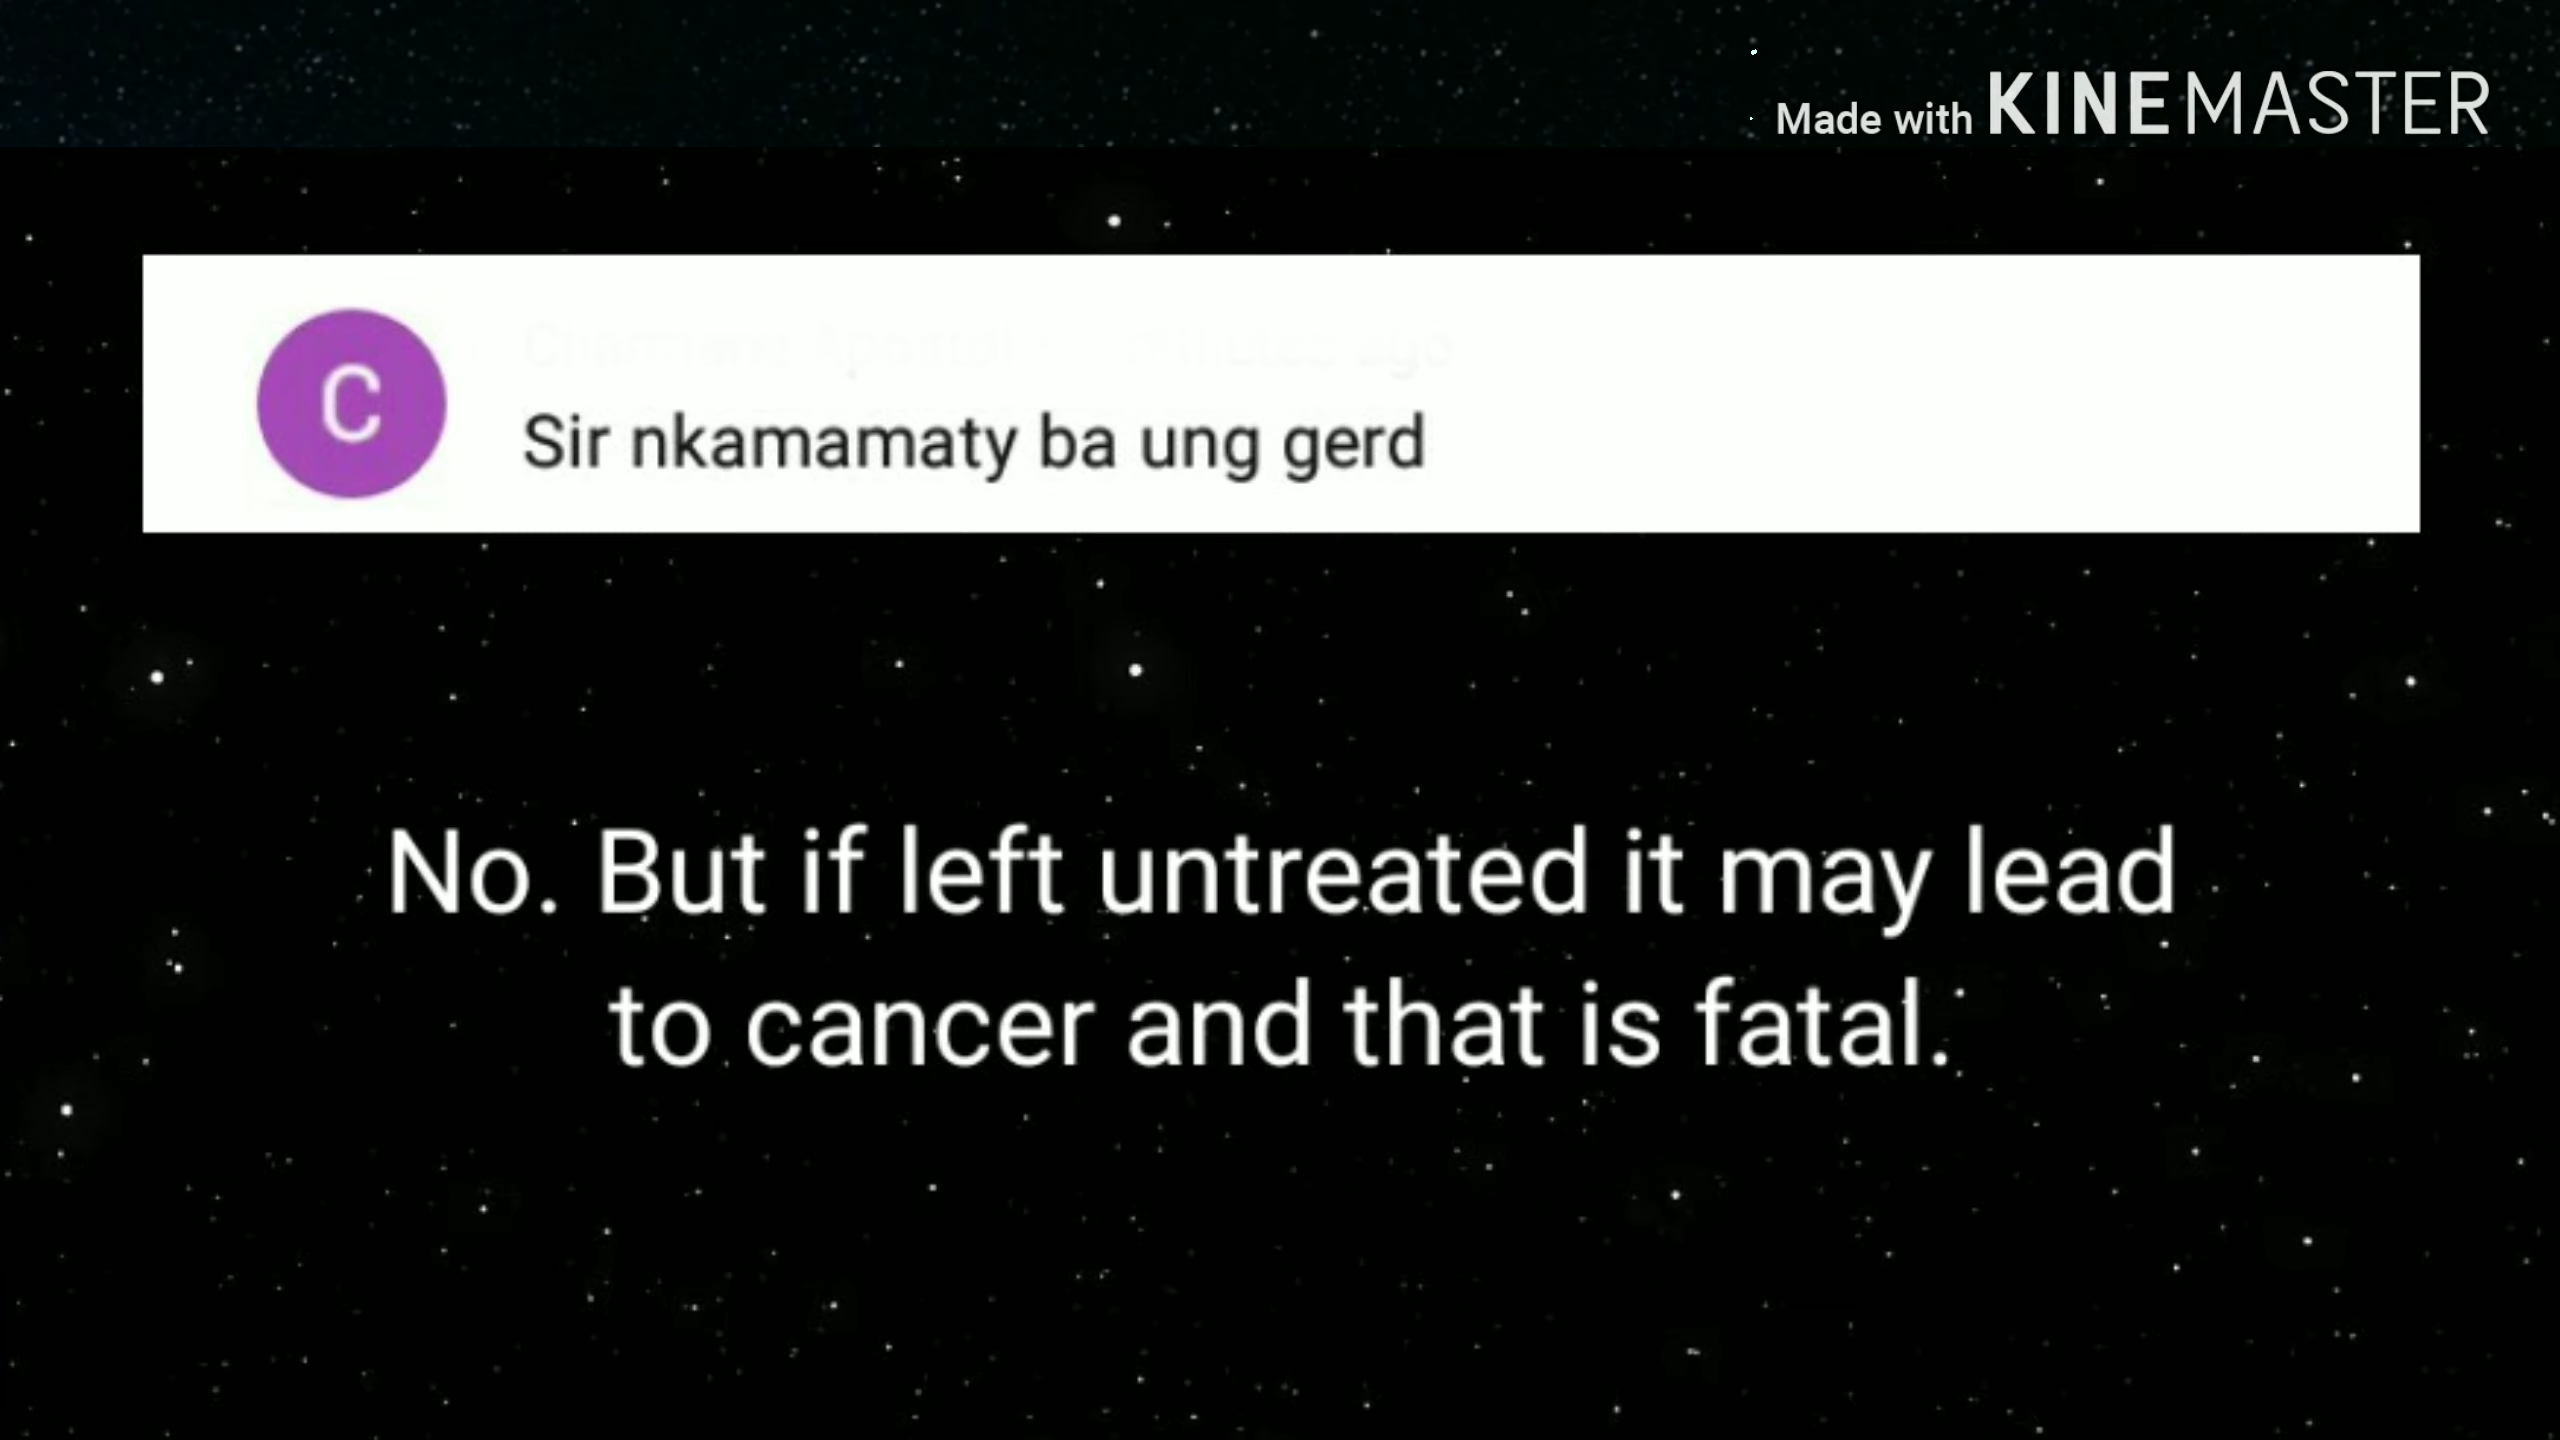 Made with KINEMASTER
C
Sir nkamamaty ba ung gerd
No. But if left untreated it may lead
to cancer and that is fatal.